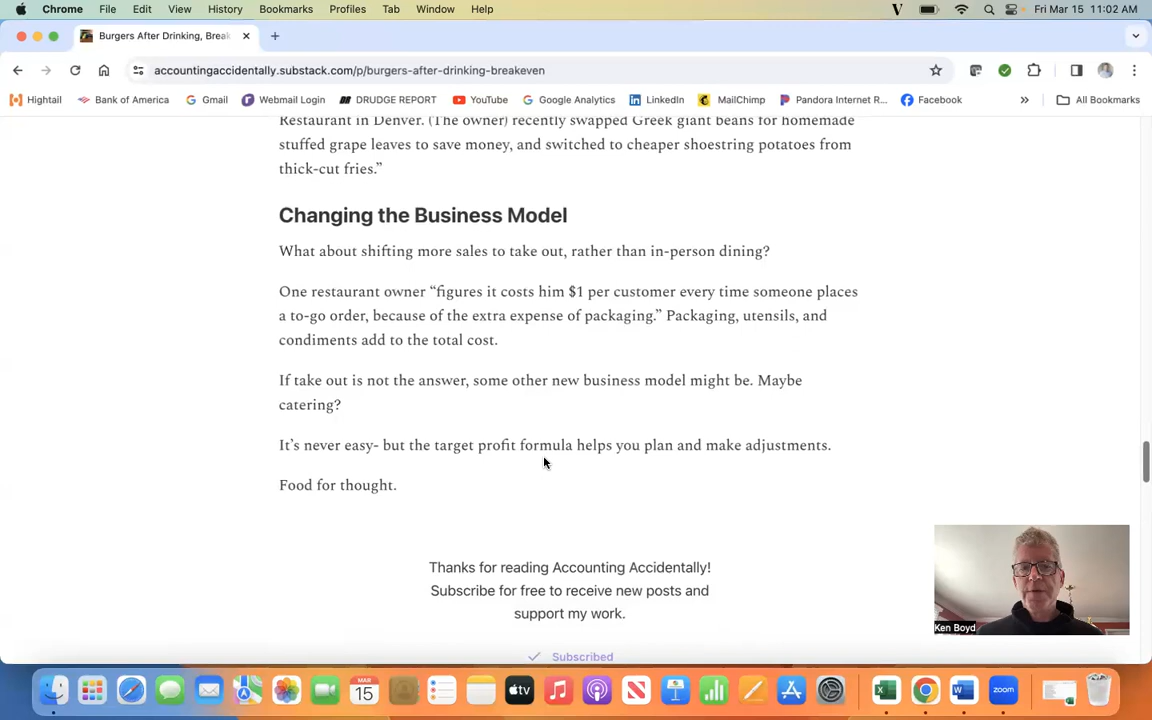 Chrome File Edit View History Bookmarks Profiles Tab Window Help Fri Mar 15 11:02 AM
Burgers After Drinking, Break
accountingaccidentally.substack.com/p/burgers-after-drinking-breakeven
Hightail Bank of America Gmail Webmail Login DRUDGE REPORT YouTube Google Analytics LinkedIn MailChimp Pandora Internet R... Facebook » All Bookmarks
Restaurant in Denver. (The owner) recently swapped Greek giant beans for homemade
stuffed grape leaves to save money, and switched to cheaper shoestring potatoes from
thick-cut fries.”
Changing the Business Model
What about shifting more sales to take out, rather than in-person dining?
One restaurant owner “figures it costs him $1 per customer every time someone places
a to-go order, because of the extra expense of packaging.” Packaging, utensils, and
condiments add to the total cost.
If take out is not the answer, some other new business model might be. Maybe
catering?
It’s never easy- but the target profit formula helps you plan and make adjustments.
Food for thought.
Thanks for reading Accounting Accidentally!
Subscribe for free to receive new posts and
support my work.
Subscribed
Ken Boyd
MAR
15
tv
zoom